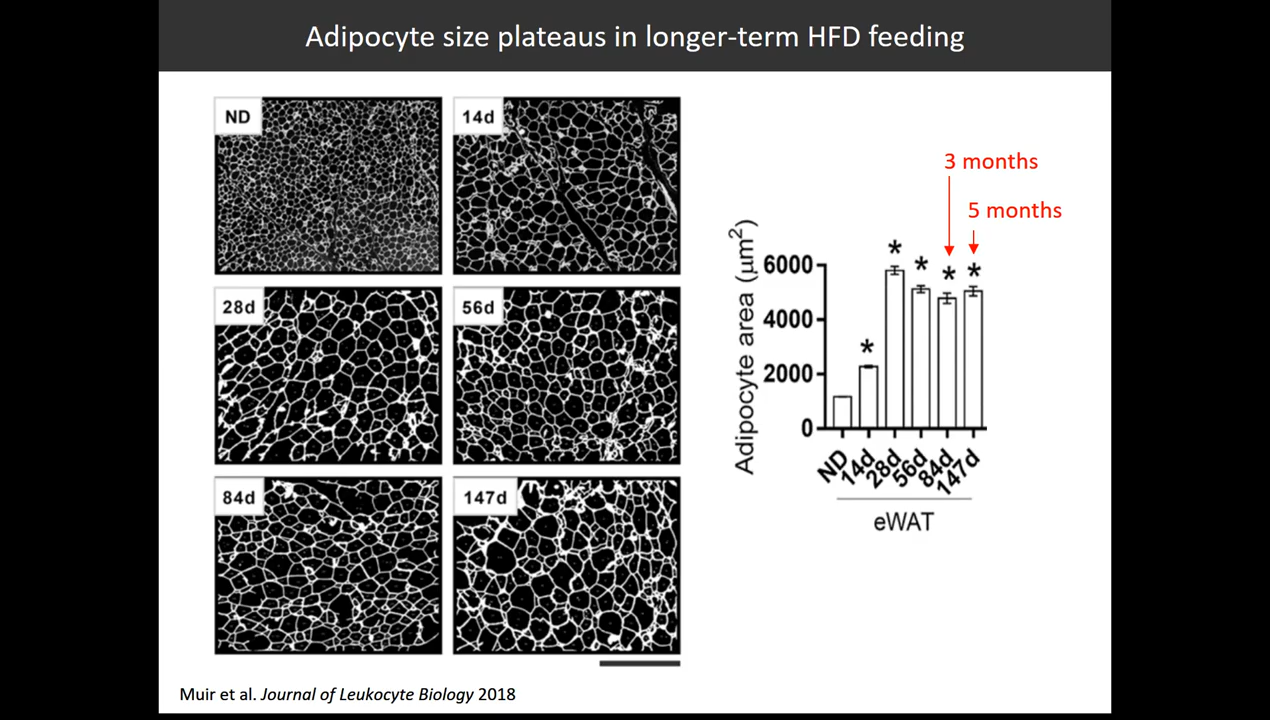 Adipocyte size plateaus in longer-term HFD feeding
ND
14d
28d
56d
84d
147d
3 months
5 months
Adipocyte area (μm²)
6000
4000
2000
0
* * * * *
ND 14d 28d 56d 84d 147d
eWAT
Muir et al. Journal of Leukocyte Biology 2018